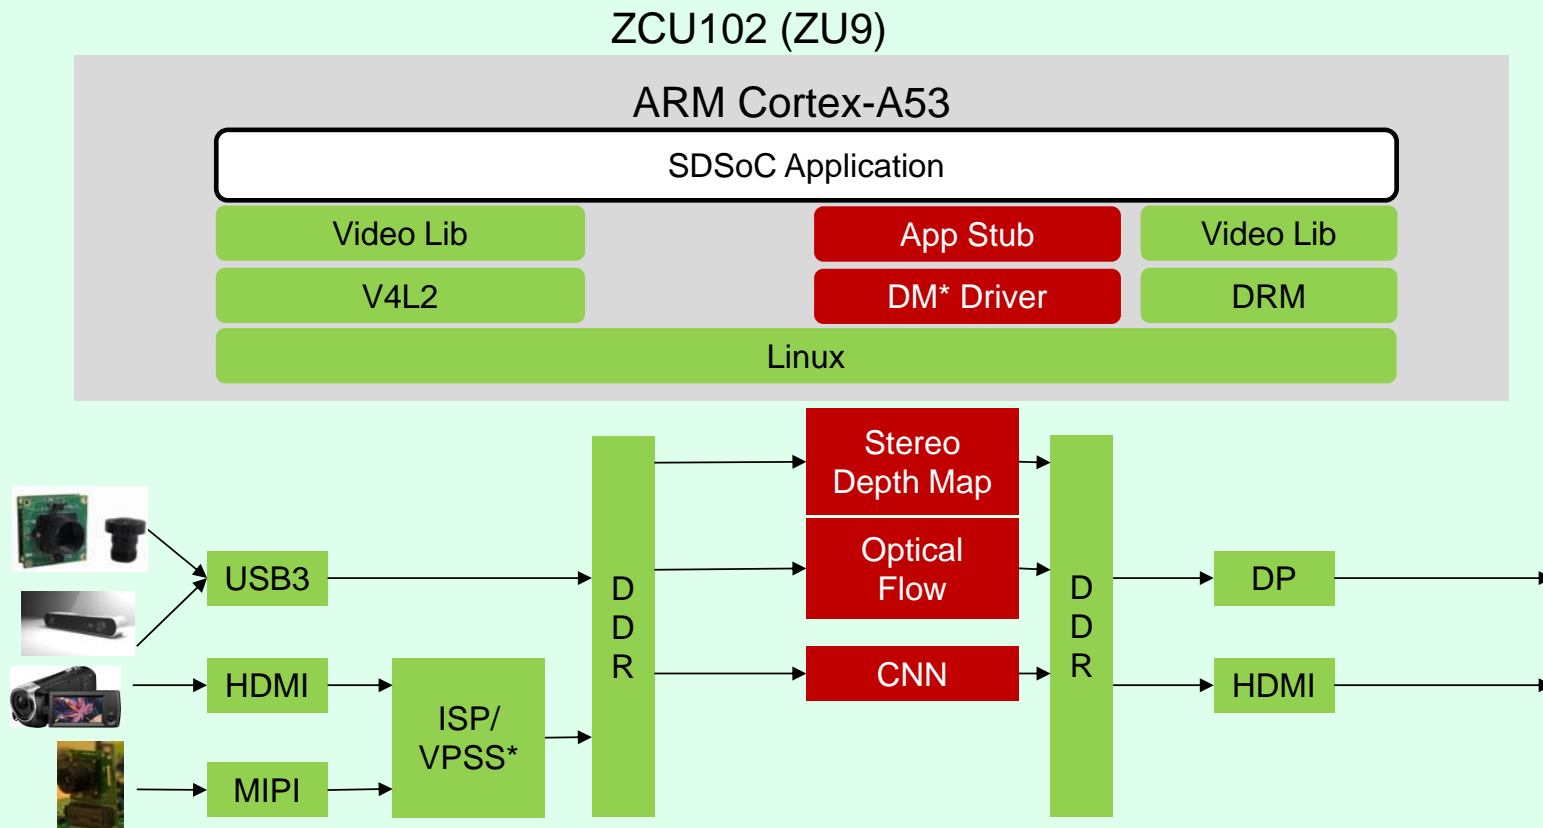 ZCU102 (ZU9)
ARM Cortex-A53
SDSoC Application
Video Lib
App Stub
Video Lib
V4L2
DM* Driver
DRM
Linux
Stereo
Depth Map
Optical
Flow
CNN
USB3
HDMI
MIPI
ISP/
VPSS*
D
D
R
D
D
R
DP
HDMI